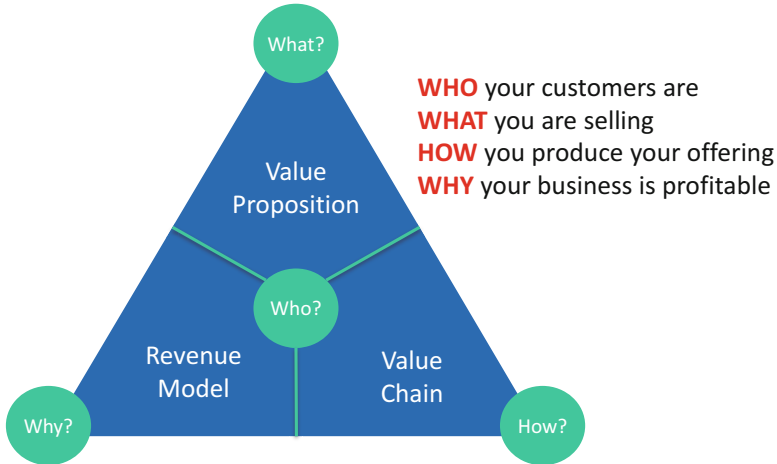 What?
WHO your customers are
WHAT you are selling
HOW you produce your offering
WHY your business is profitable
Value
Proposition
Who?
Revenue
Model
Value
Chain
Why?
How?